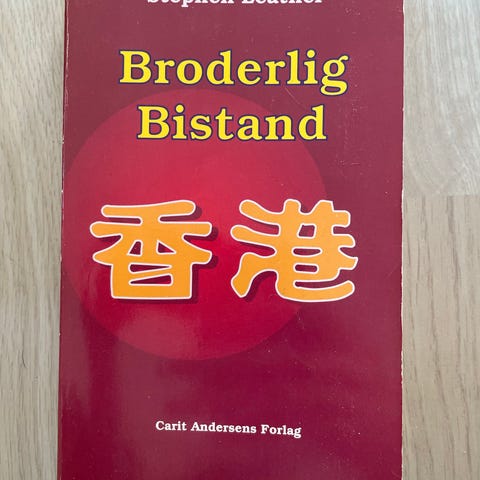 Stephen Leather
Broderlig
Bistand
香港
Carit Andersens Forlag